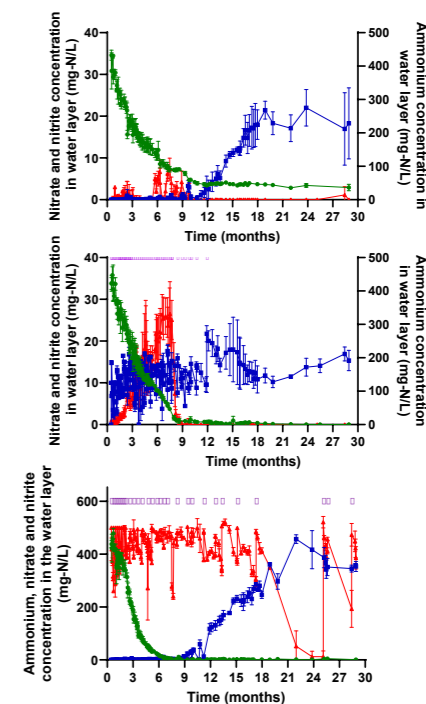 Nitrate and nitrite concentration
in water layer (mg-N/L)
40
30
20
10
0
500
400
300
200
100
0
Ammonium concentration in
water layer (mg-N/L)
0 3 6 9 12 15 18 21 24 27 30
Time (months)
Nitrate and nitrite concentration
in water layer (mg-N/L)
40
30
20
10
0
500
400
300
200
100
0
Ammonium concentration
in water layer (mg-N/L)
0 3 6 9 12 15 18 21 24 27 30
Time (months)
Ammonium, nitrate and nitrite
concentration in the water layer
(mg-N/L)
600
400
200
0
0 3 6 9 12 15 18 21 24 27 30
Time (months)